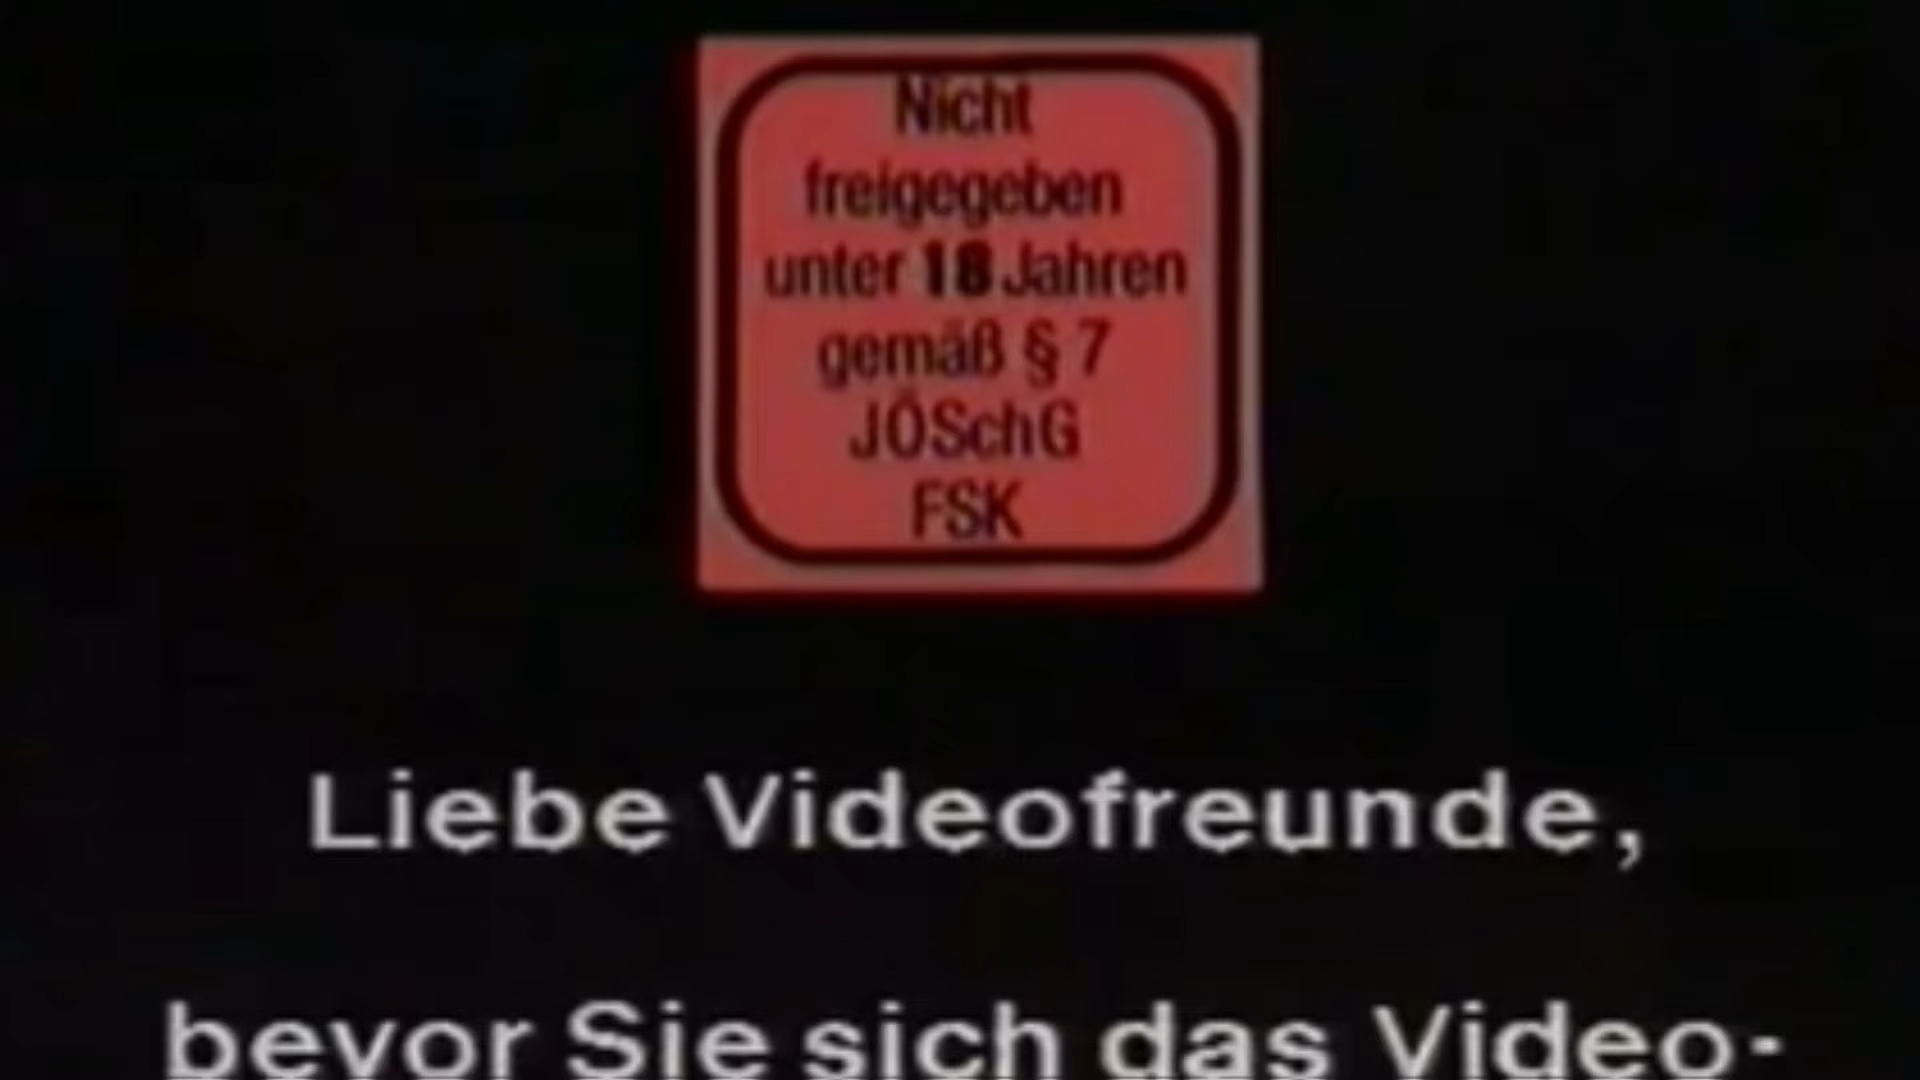 Nicht
freigegeben
unter 18 Jahren
gemäß § 7
JÖSchG
FSK
Liebe Videofreunde,
bevor Sie sich das Video-